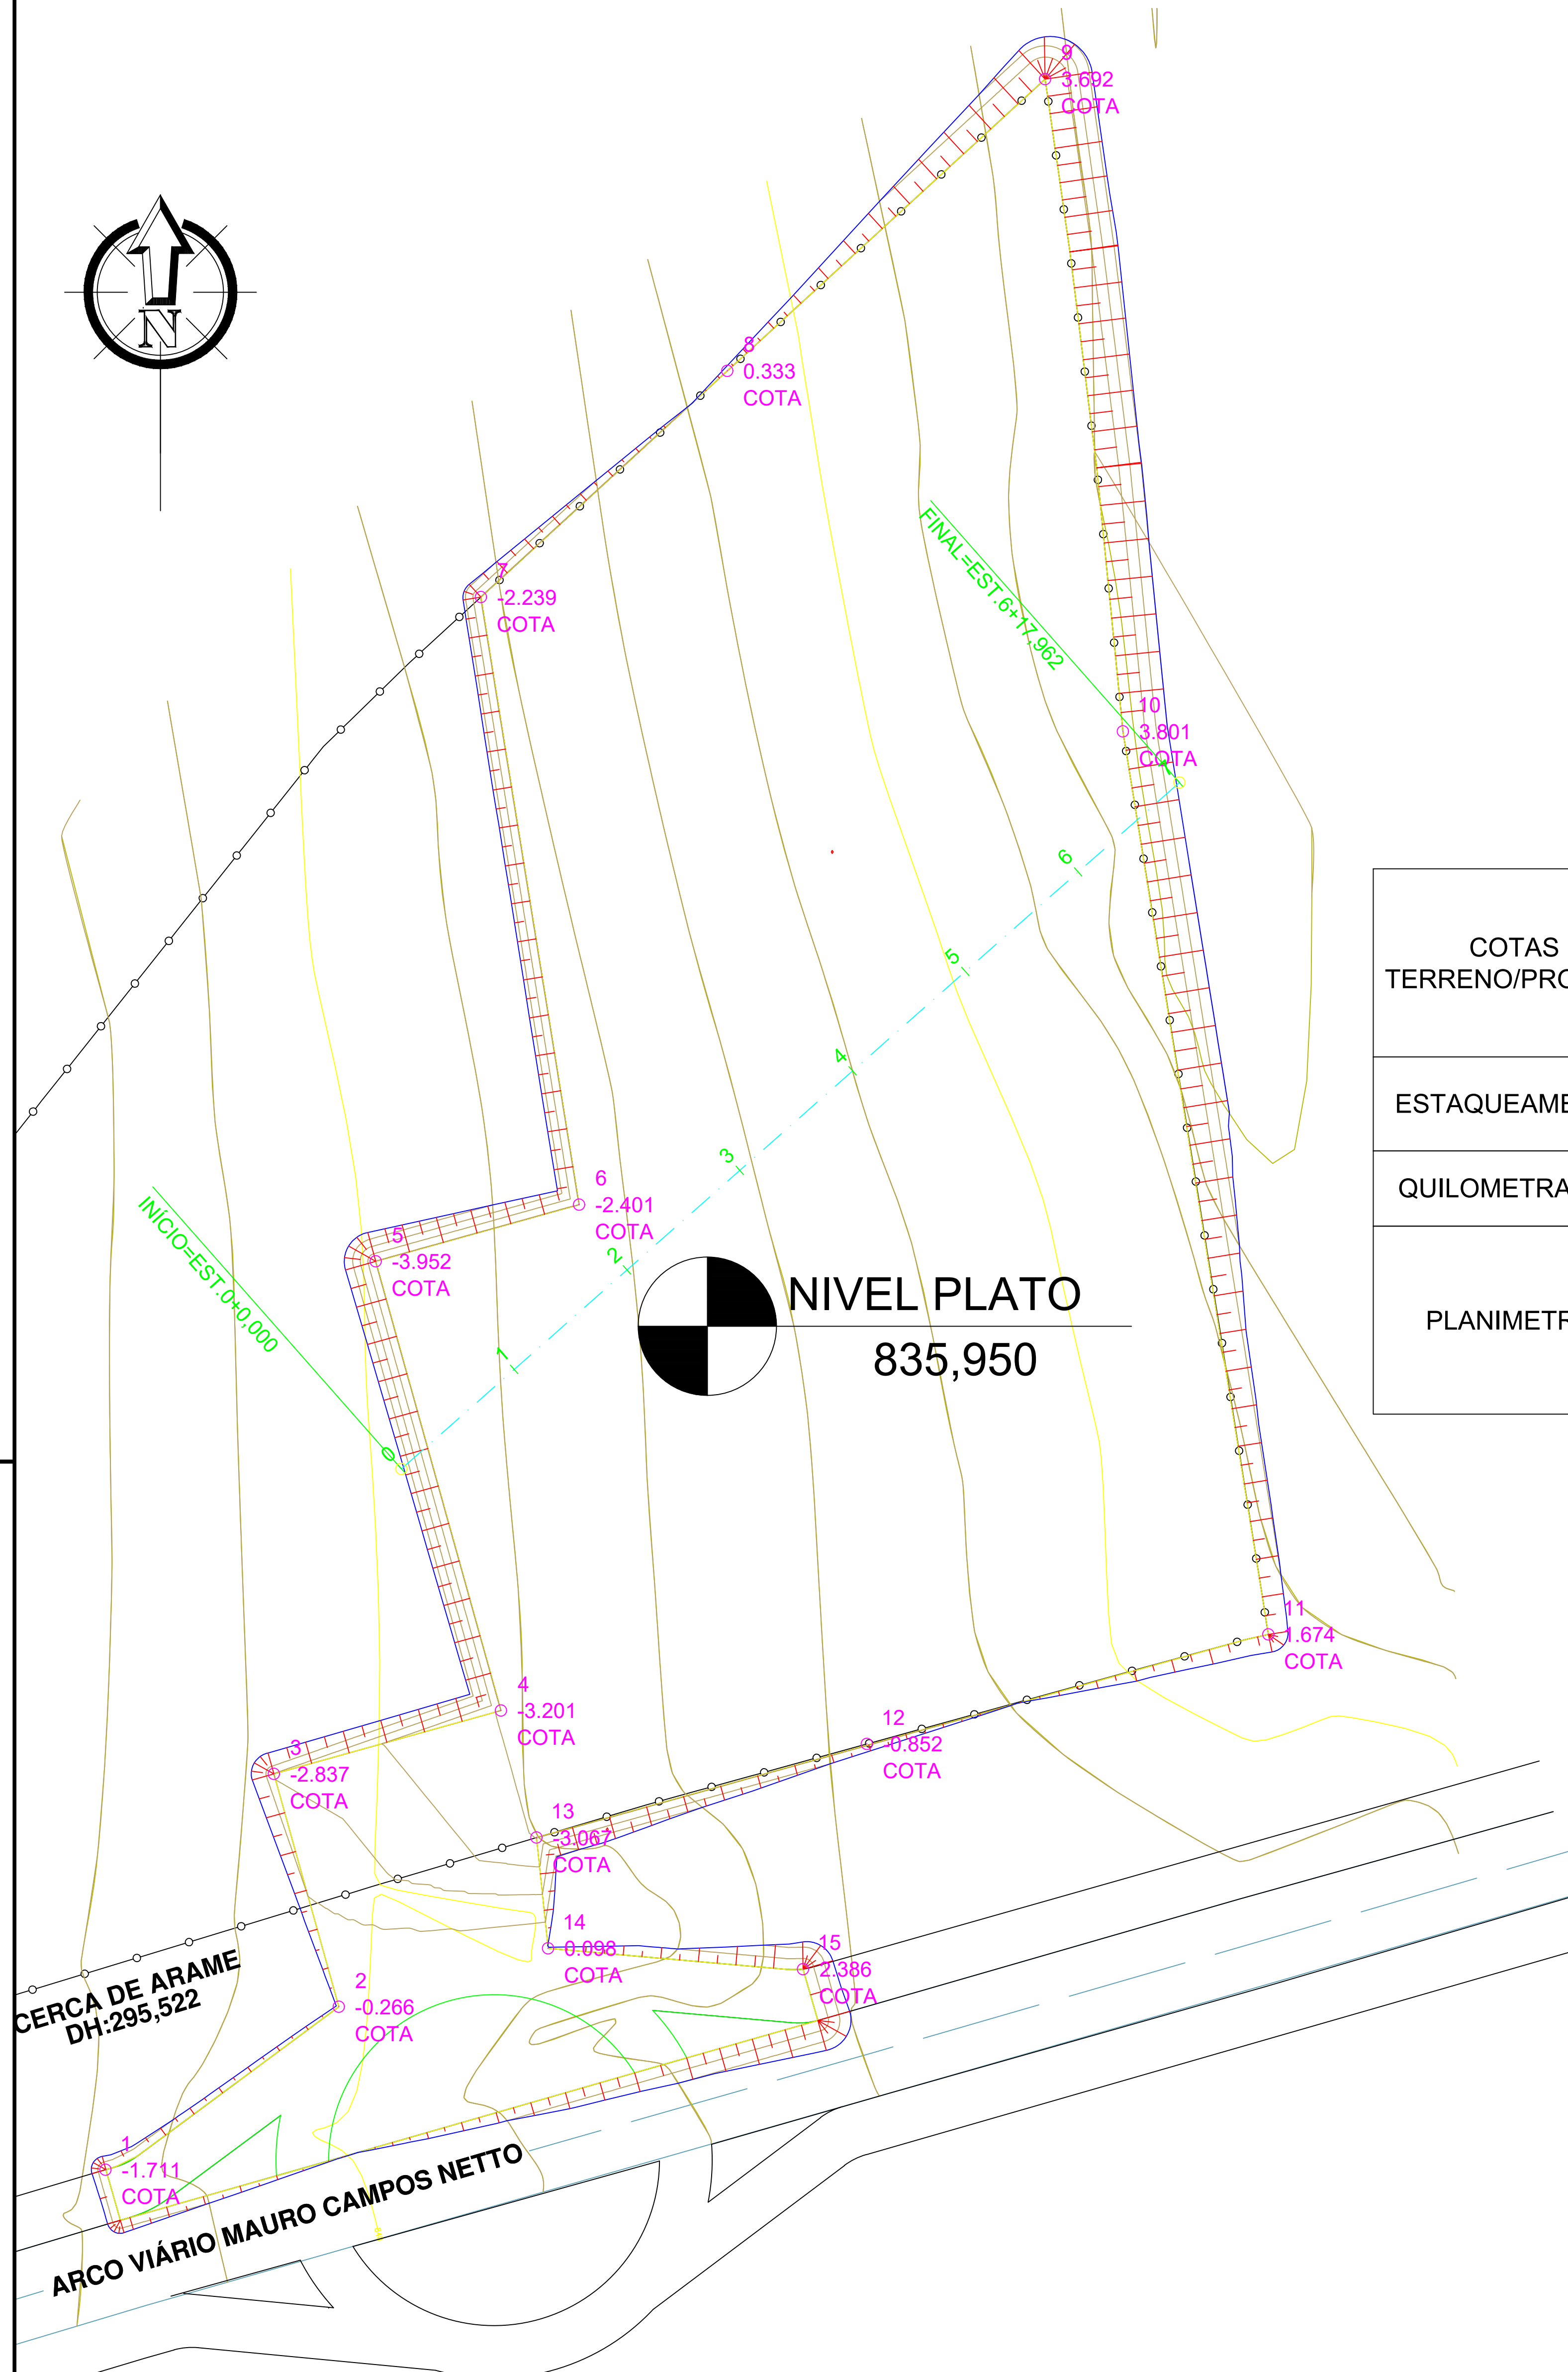 9
3.692
COTA
N
8
0.333
COTA
FINAL=EST.6+17,962
7
-2.239
COTA
10
3.801
COTA
6
5
4
3
2
1
0
COTAS
ESTAQUEAME
QUILOMETRA
PLANIMETR
INÍCIO=EST.0+0,000
6
-2.401
COTA
5
-3.952
COTA
NIVEL PLATO
835,950
11
1.674
COTA
4
-3.201
COTA
12
-0.852
COTA
3
-2.837
COTA
13
-3.067
COTA
14
0.098
COTA
15
2.386
COTA
CERCA DE ARAME
DH:295,522
2
-0.266
COTA
1
-1.711
COTA
ARCO VIÁRIO MAURO CAMPOS NETTO